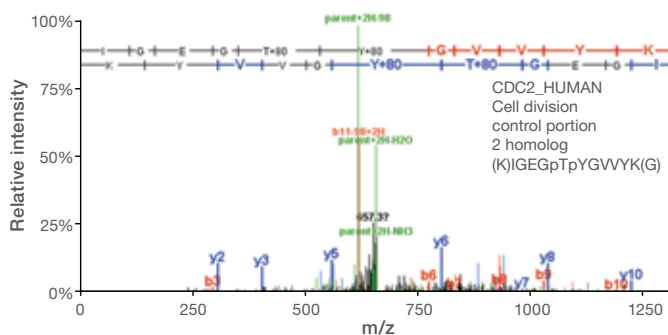 parent+2H-98
100%
I G E G T+80 Y+80 G V V Y K
K Y V V G Y+80 T+80 G E G I
CDC2_HUMAN
Cell division
control portion
2 homolog
(K)IGEGpTpYGVVYK(G)
75%
b11-98+2H
parent+2H-H2O
50%
Relative intensity
25%
657.3?
parent+2H-NH3
y2 y3 y5 y6 y8 y10
b3 b6 b8 y7 b9 b10
0%
0 250 500 750 1000 1250
m/z